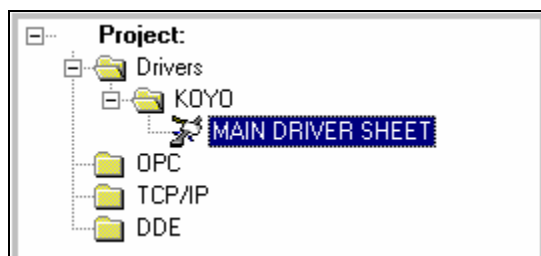 Project:
Drivers
KOYO
MAIN DRIVER SHEET
OPC
TCP/IP
DDE